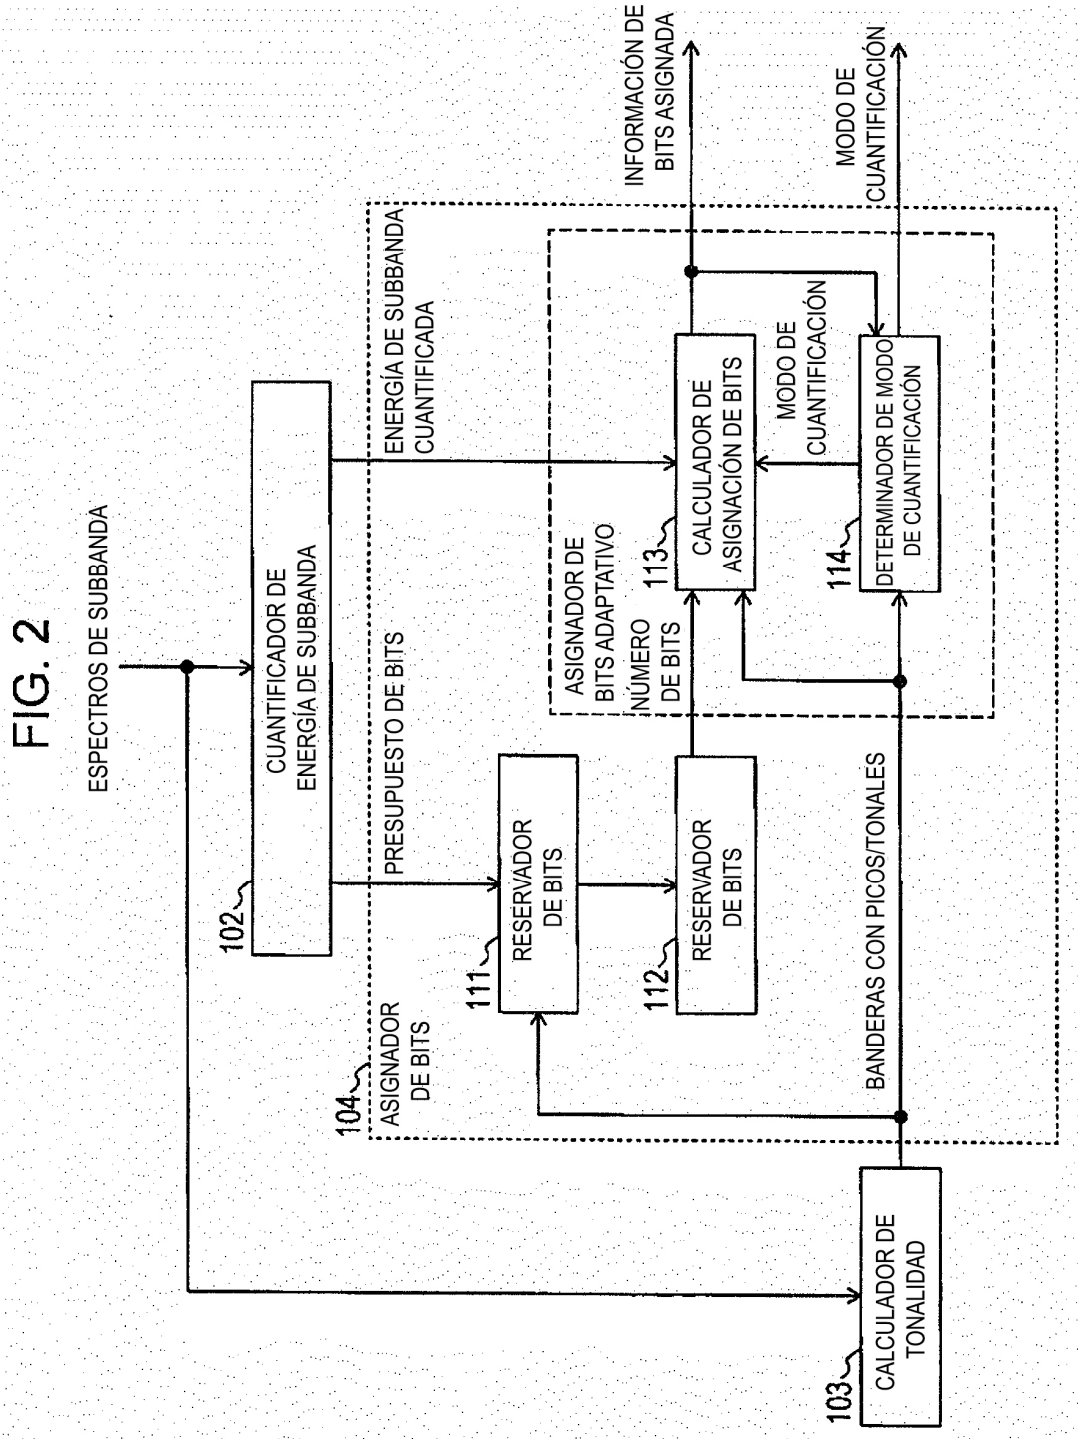 FIG. 2
ESPECTROS DE SUBBANDA
102
CUANTIFICADOR DE
ENERGÍA DE SUBBANDA
104
ASIGNADOR
DE BITS
PRESUPUESTO DE BITS
ENERGÍA DE SUBBANDA
CUANTIFICADA
111
RESERVADOR
DE BITS
ASIGNADOR DE
BITS ADAPTATIVO
NÚMERO
DE BITS
112
RESERVADOR
DE BITS
113
CALCULADOR DE
ASIGNACIÓN DE BITS
INFORMACIÓN DE
BITS ASIGNADA
MODO DE
CUANTIFICACIÓN
103
CALCULADOR DE
TONALIDAD
BANDERAS CON PICOS/TONALES
114
DETERMINADOR DE MODO
DE CUANTIFICACIÓN
MODO DE
CUANTIFICACIÓN